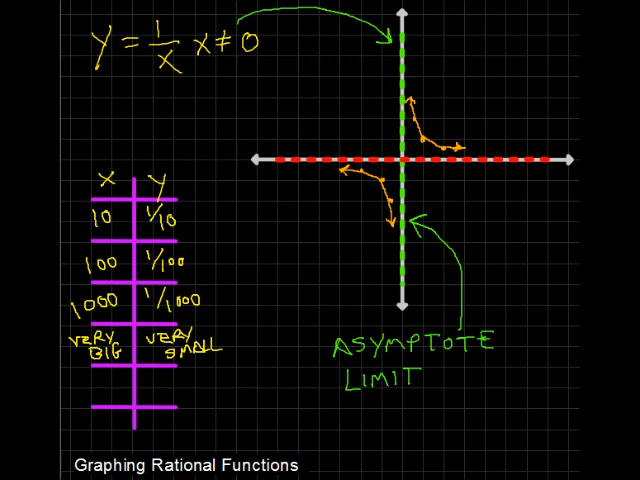 y = 1/x x ≠ 0
X Y
10 1/10
100 1/100
1000 1/1000
VERY BIG VERY SMALL
ASYMPTOTE
LIMIT
Graphing Rational Functions